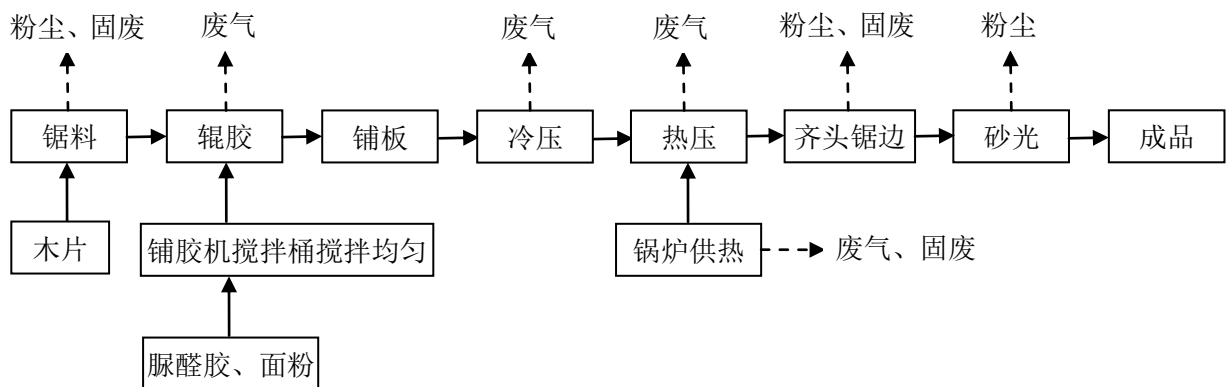 粉尘、固废
废气
废气
废气
粉尘、固废
粉尘
锯料
辊胶
铺板
冷压
热压
齐头锯边
砂光
成品
木片
铺胶机搅拌桶搅拌均匀
锅炉供热
废气、固废
脲醛胶、面粉